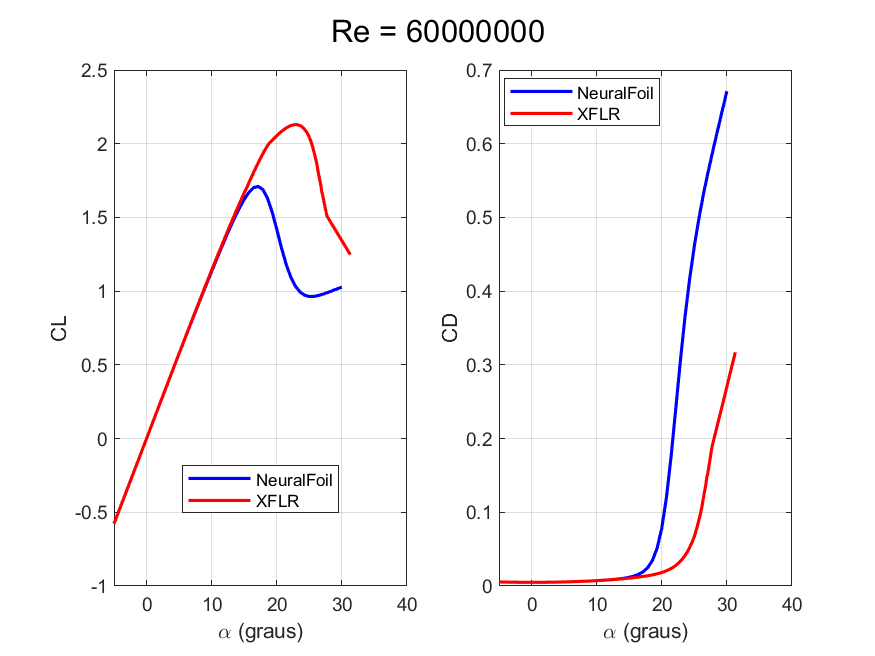 Re = 60000000
2.5
2
1.5
1
0.5
0
-0.5
-1
CL
0 10 20 30 40
α (graus)
NeuralFoil
XFLR
0.7
0.6
0.5
0.4
0.3
0.2
0.1
0
CD
0 10 20 30 40
α (graus)
NeuralFoil
XFLR